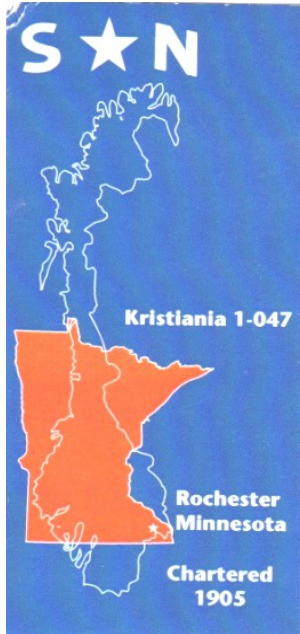 S ★ N
Kristiania 1-047
Rochester
Minnesota
Chartered
1905